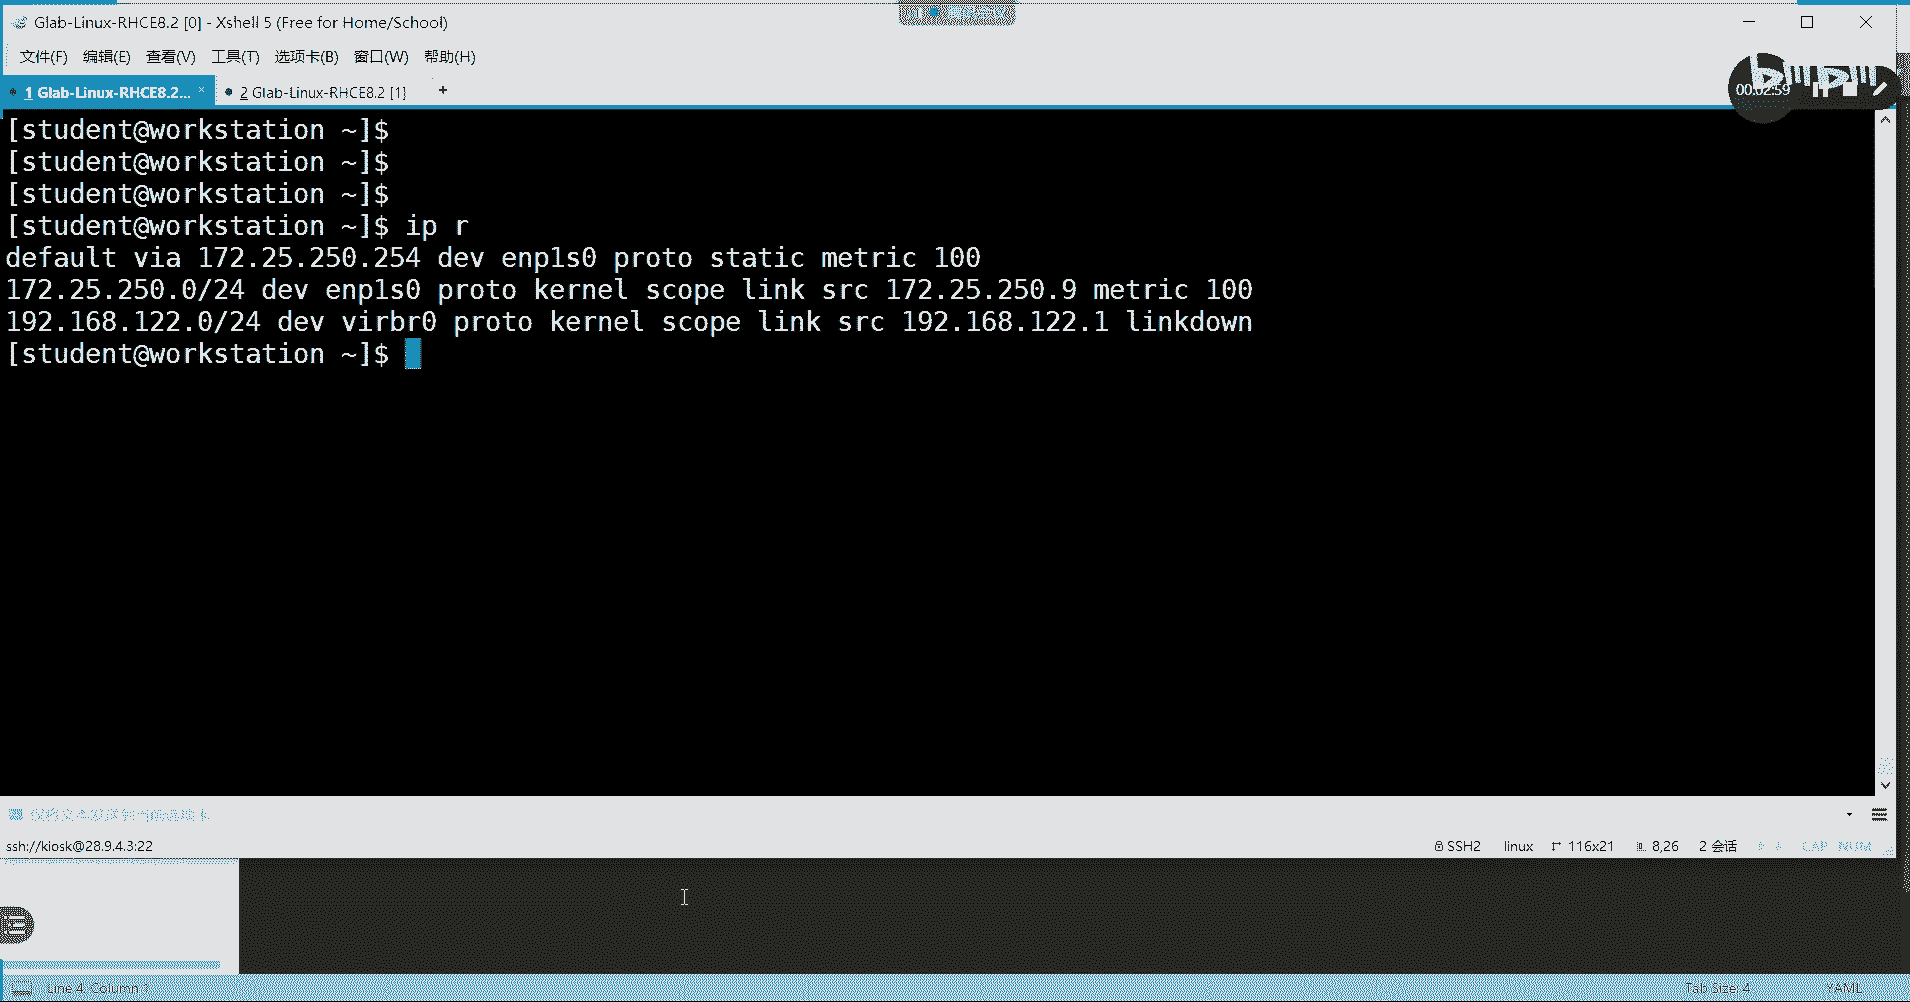 Glab-Linux-RHCE8.2 [0] - Xshell 5 (Free for Home/School)
文件(F) 编辑(E) 查看(V) 工具(T) 选项卡(B) 窗口(W) 帮助(H)
1 Glab-Linux-RHCE8.2... × 2 Glab-Linux-RHCE8.2 [1] +
00:02:59
[student@workstation ~]$
[student@workstation ~]$
[student@workstation ~]$
[student@workstation ~]$ ip r
default via 172.25.250.254 dev enp1s0 proto static metric 100
172.25.250.0/24 dev enp1s0 proto kernel scope link src 172.25.250.9 metric 100
192.168.122.0/24 dev virbr0 proto kernel scope link src 192.168.122.1 linkdown
[student@workstation ~]$
ssh://kiosk@28.9.4.3:22 SSH2 linux 116x21 8,26 2 会话 CAP NUM
Line 4, Column 1 Tab Size: 4 YAML